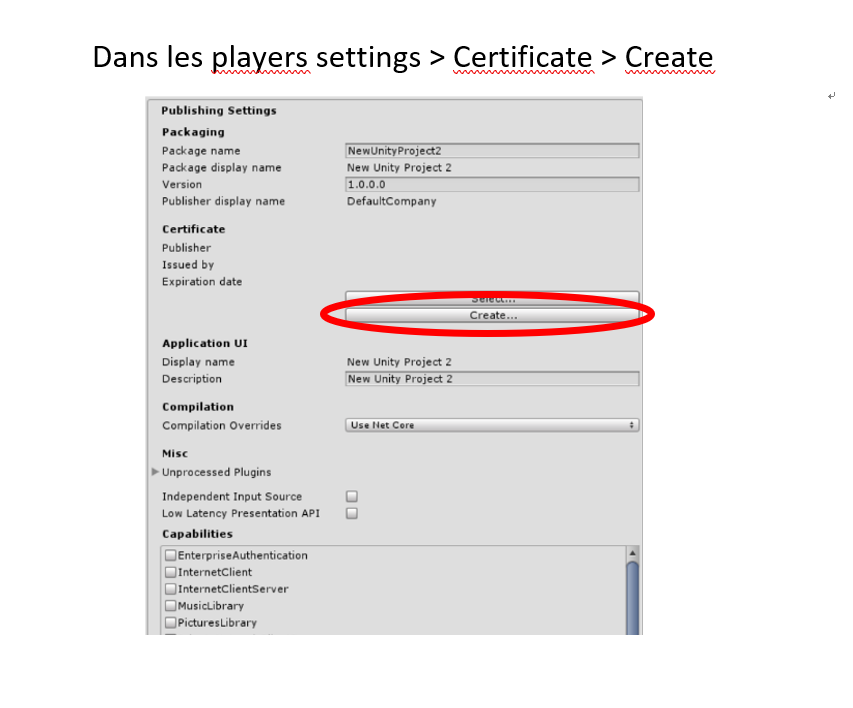 Dans les players settings > Certificate > Create
Publishing Settings
Packaging
Package name NewUnityProject2
Package display name New Unity Project 2
Version 1.0.0.0
Publisher display name DefaultCompany
Certificate
Publisher
Issued by
Expiration date
Select...
Create...
Application UI
Display name New Unity Project 2
Description New Unity Project 2
Compilation
Compilation Overrides Use Net Core
Misc
Unprocessed Plugins
Independent Input Source
Low Latency Presentation API
Capabilities
EnterpriseAuthentication
InternetClient
InternetClientServer
MusicLibrary
PicturesLibrary